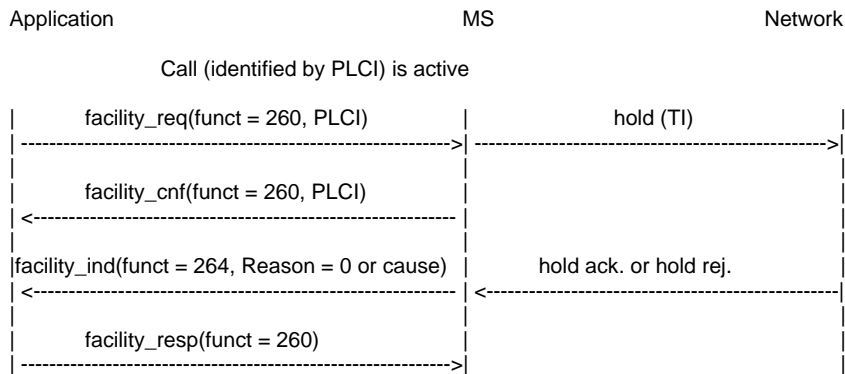 Application MS Network
Call (identified by PLCI) is active
facility_req(funct = 260, PLCI) hold (TI)
facility_cnf(funct = 260, PLCI)
facility_ind(funct = 264, Reason = 0 or cause) hold ack. or hold rej.
facility_resp(funct = 260)